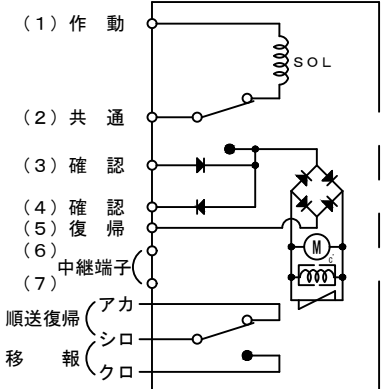 (1) 作動
SOL
(2) 共通
(3) 確認
(4) 確認
(5) 復帰
(6)
中継端子
(7)
M
C
アカ
順送復帰
シロ
移報
クロ